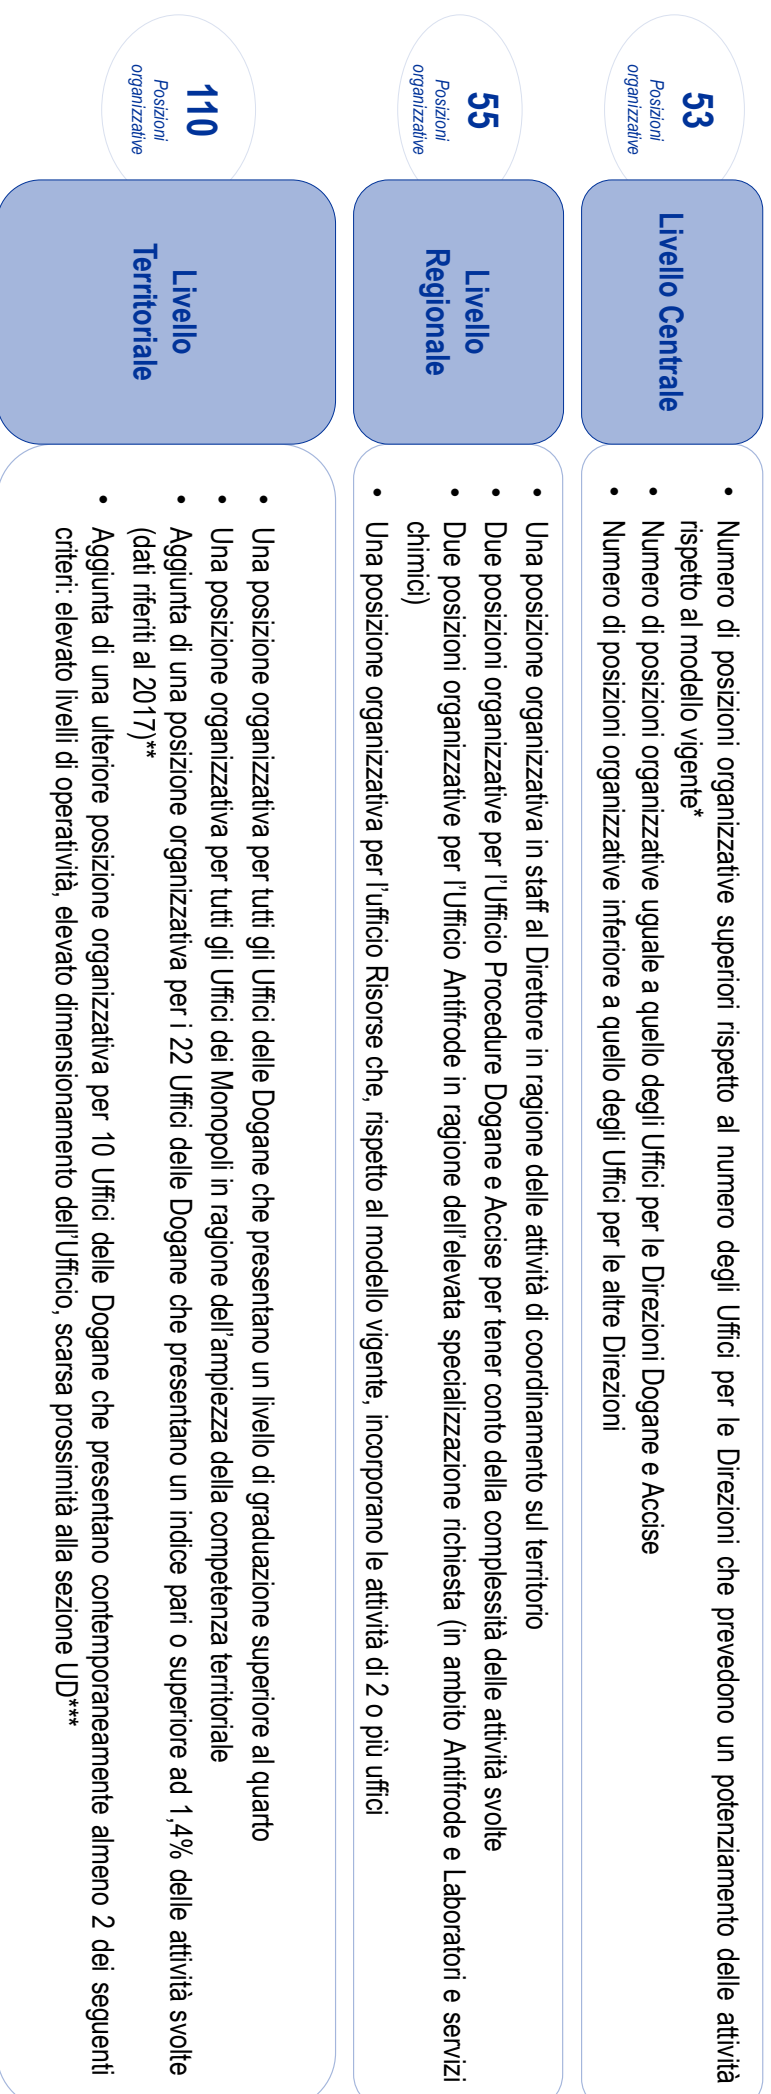 53
Posizioni
organizzative
Livello Centrale
• Numero di posizioni organizzative superiori rispetto al numero degli Uffici per le Direzioni che prevedono un potenziamento delle attività
rispetto al modello vigente*
• Numero di posizioni organizzative uguale a quello degli Uffici per le Direzioni Dogane e Accise
• Numero di posizioni organizzative inferiore a quello degli Uffici per le altre Direzioni
55
Posizioni
organizzative
Livello
Regionale
• Una posizione organizzativa in staff al Direttore in ragione delle attività di coordinamento sul territorio
• Due posizioni organizzative per l'Ufficio Procedure Dogane e Accise per tener conto della complessità delle attività svolte
• Due posizioni organizzative per l'Ufficio Antifrode in ragione dell'elevata specializzazione richiesta (in ambito Antifrode e Laboratori e servizi
chimici)
• Una posizione organizzativa per l'ufficio Risorse che, rispetto al modello vigente, incorporano le attività di 2 o più uffici
110
Posizioni
organizzative
Livello
Territoriale
• Una posizione organizzativa per tutti gli Uffici delle Dogane che presentano un livello di graduazione superiore al quarto
• Una posizione organizzativa per tutti gli Uffici dei Monopoli in ragione dell'ampiezza della competenza territoriale
• Aggiunta di una posizione organizzativa per i 22 Uffici delle Dogane che presentano un indice pari o superiore ad 1,4% delle attività svolte
(dati riferiti al 2017)**
• Aggiunta di una ulteriore posizione organizzativa per 10 Uffici delle Dogane che presentano contemporaneamente almeno 2 dei seguenti
criteri: elevato livelli di operatività, elevato dimensionamento dell'Ufficio, scarsa prossimità alla sezione UD***